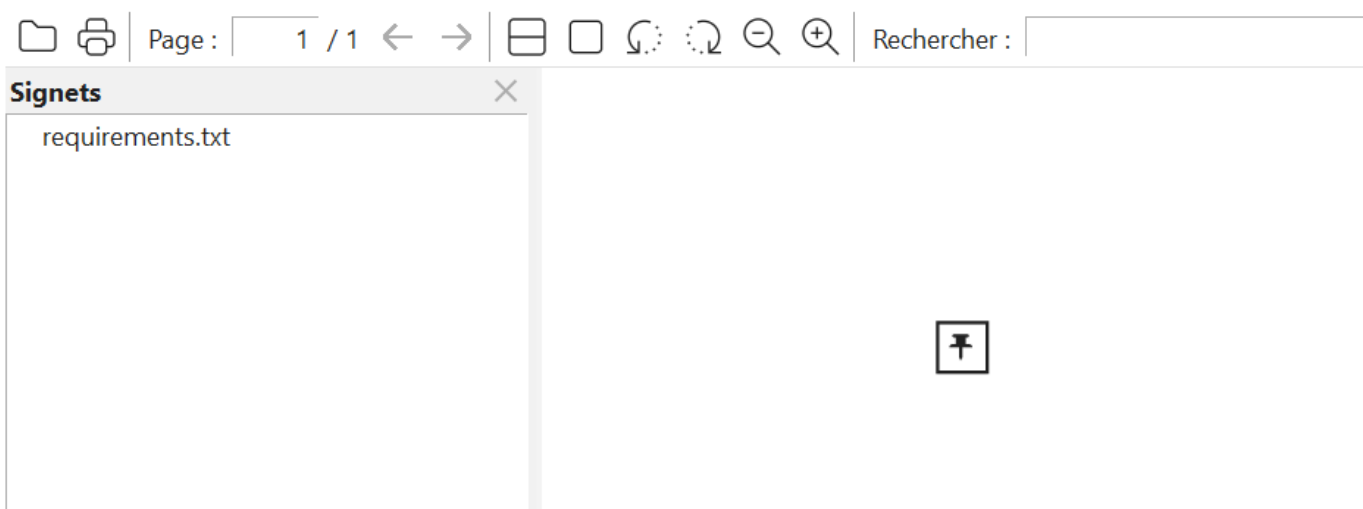 Page : 1 / 1 Rechercher :
Signets
requirements.txt